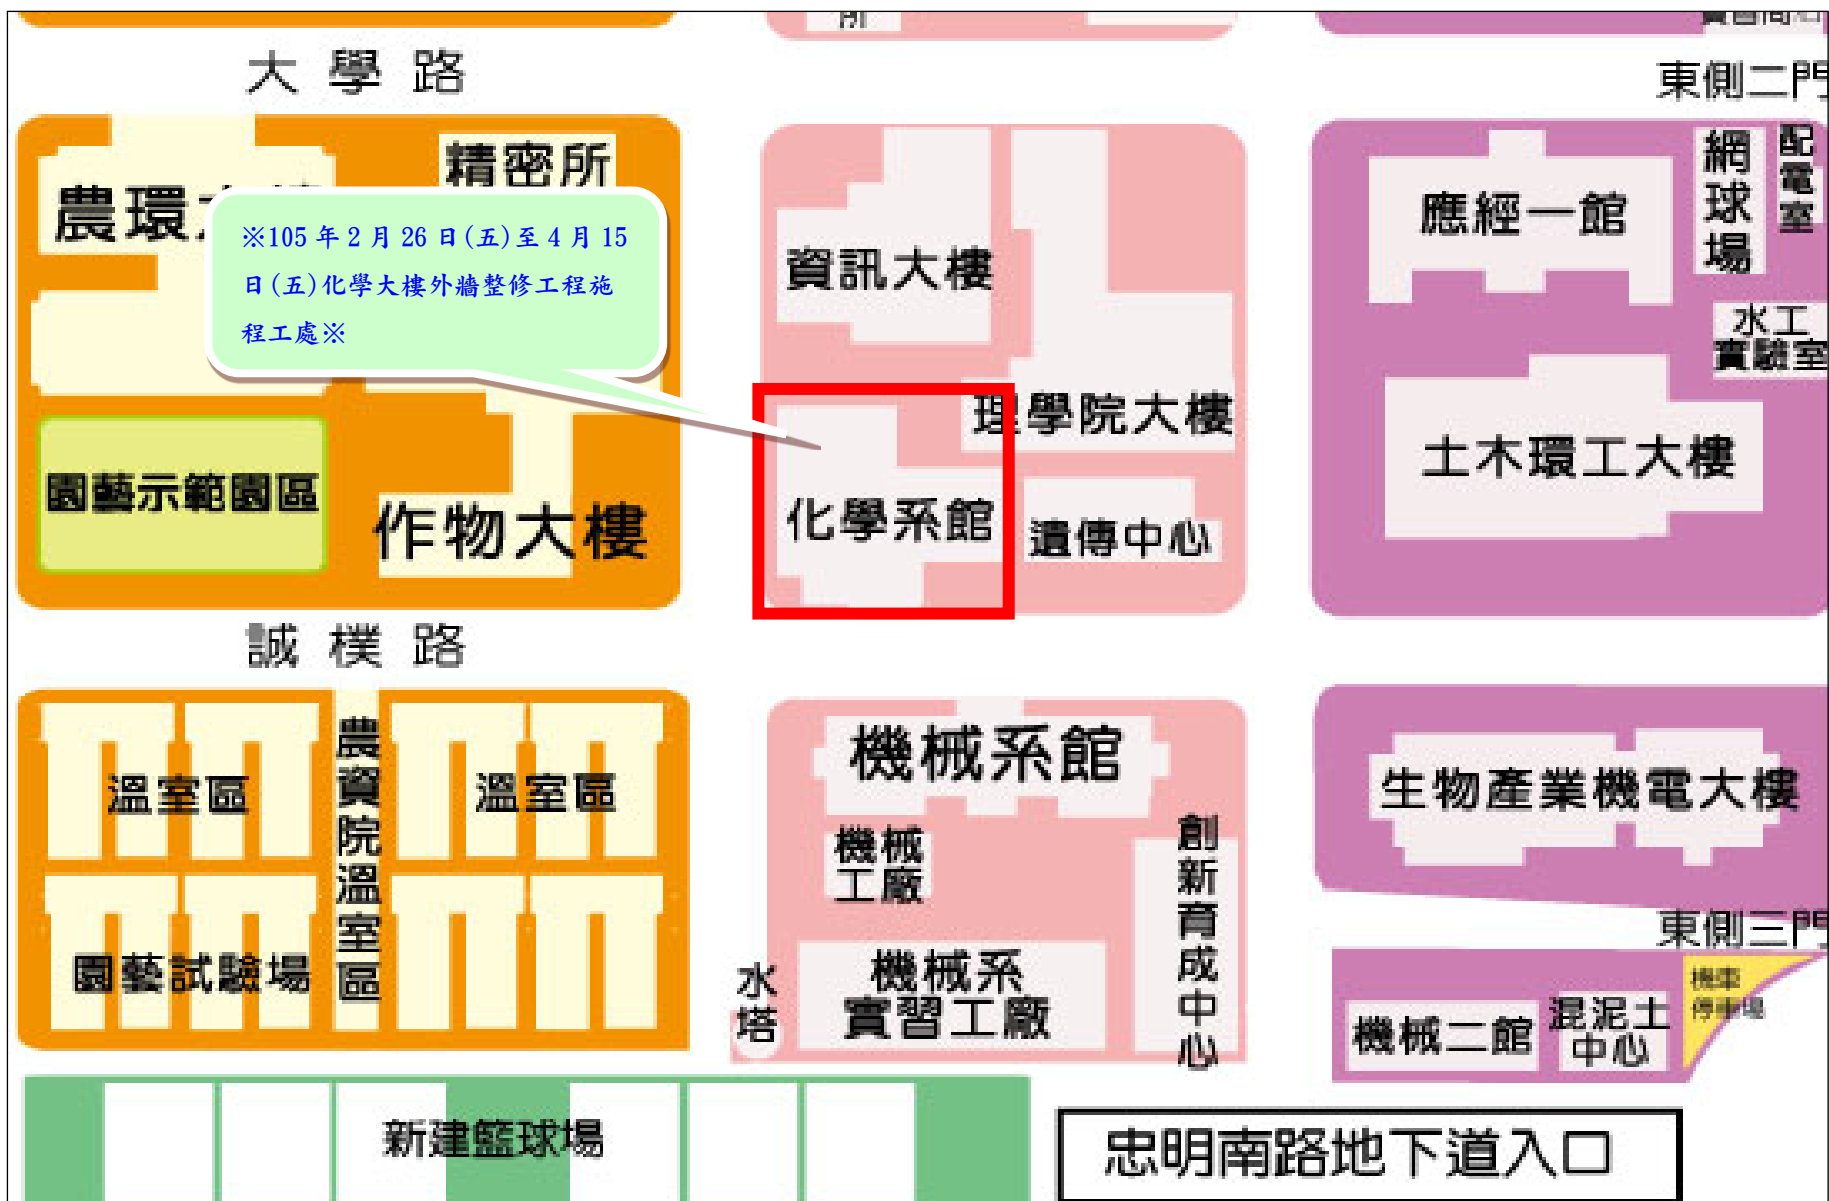 所
大學路
東側二門
農環大樓
精密所
※105年2月26日(五)至4月15
日(五)化學大樓外牆整修工程施
程工處※
資訊大樓
應經一館
網球場
配電室
水工
實驗室
理學院大樓
土木環工大樓
園藝示範園區
作物大樓
化學系館
遺傳中心
誠樸路
溫室區
農資院溫室區
溫室區
園藝試驗場
機械系館
機械
工廠
創新育成中心
水塔
機械系
實習工廠
生物產業機電大樓
東側三門
機車
停車場
機械二館
混泥土
中心
新建籃球場
忠明南路地下道入口